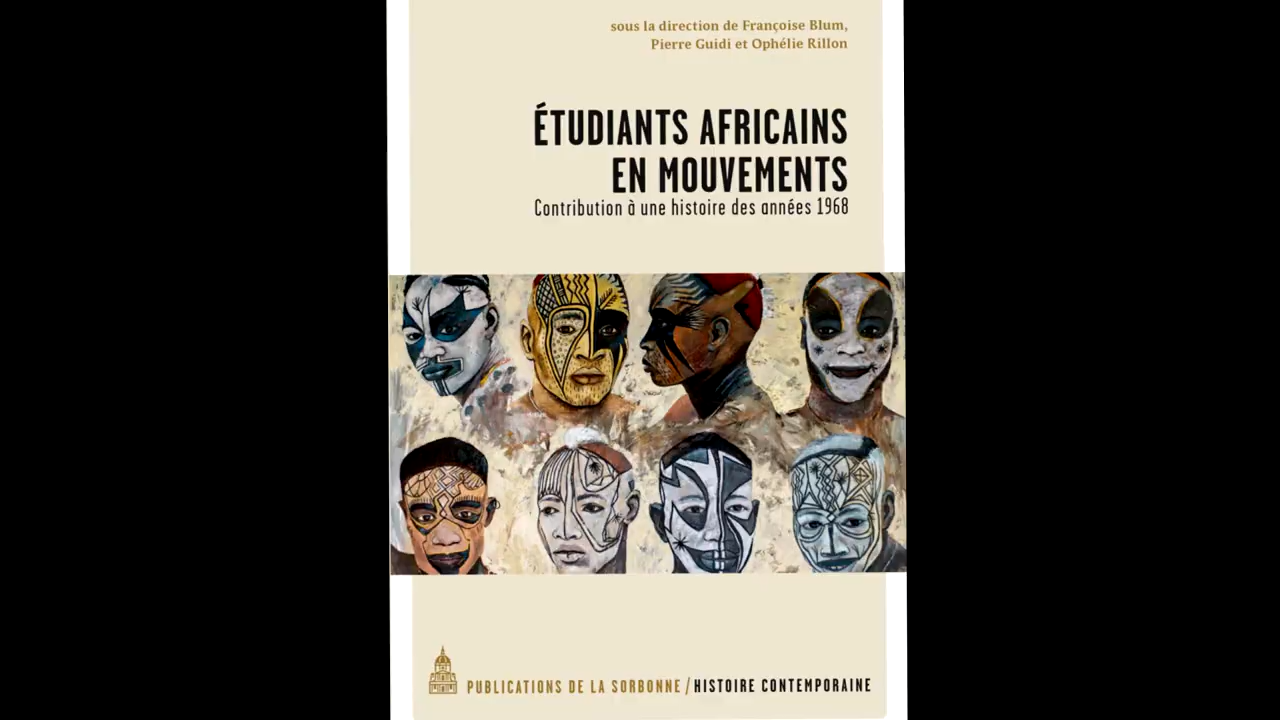 sous la direction de Françoise Blum,
Pierre Guidi et Ophélie Rillon
ÉTUDIANTS AFRICAINS
EN MOUVEMENTS
Contribution à une histoire des années 1968
PUBLICATIONS DE LA SORBONNE / HISTOIRE CONTEMPORAINE